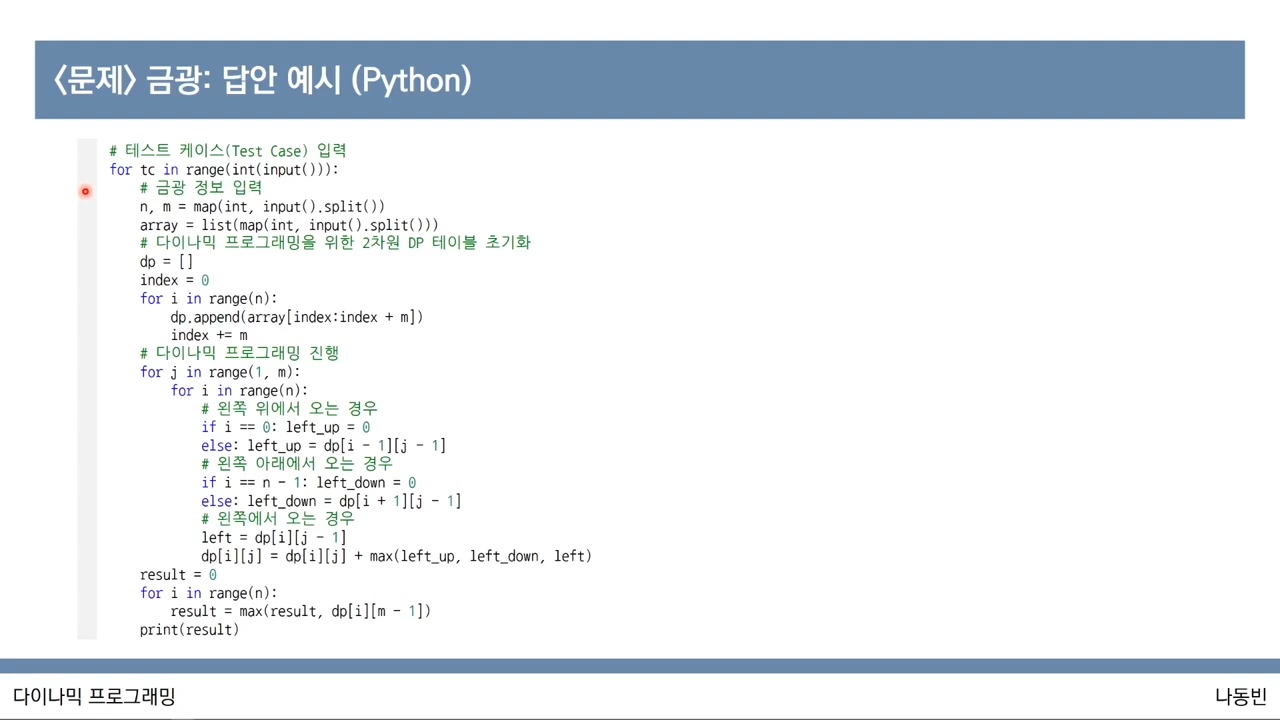 <문제> 금광: 답안 예시 (Python)
# 테스트 케이스(Test Case) 입력
for tc in range(int(input())):
    # 금광 정보 입력
    n, m = map(int, input().split())
    array = list(map(int, input().split()))
    # 다이나믹 프로그래밍을 위한 2차원 DP 테이블 초기화
    dp = []
    index = 0
    for i in range(n):
        dp.append(array[index:index + m])
        index += m
    # 다이나믹 프로그래밍 진행
    for j in range(1, m):
        for i in range(n):
            # 왼쪽 위에서 오는 경우
            if i == 0: left_up = 0
            else: left_up = dp[i - 1][j - 1]
            # 왼쪽 아래에서 오는 경우
            if i == n - 1: left_down = 0
            else: left_down = dp[i + 1][j - 1]
            # 왼쪽에서 오는 경우
            left = dp[i][j - 1]
            dp[i][j] = dp[i][j] + max(left_up, left_down, left)
    result = 0
    for i in range(n):
        result = max(result, dp[i][m - 1])
    print(result)
다이나믹 프로그래밍
나동빈